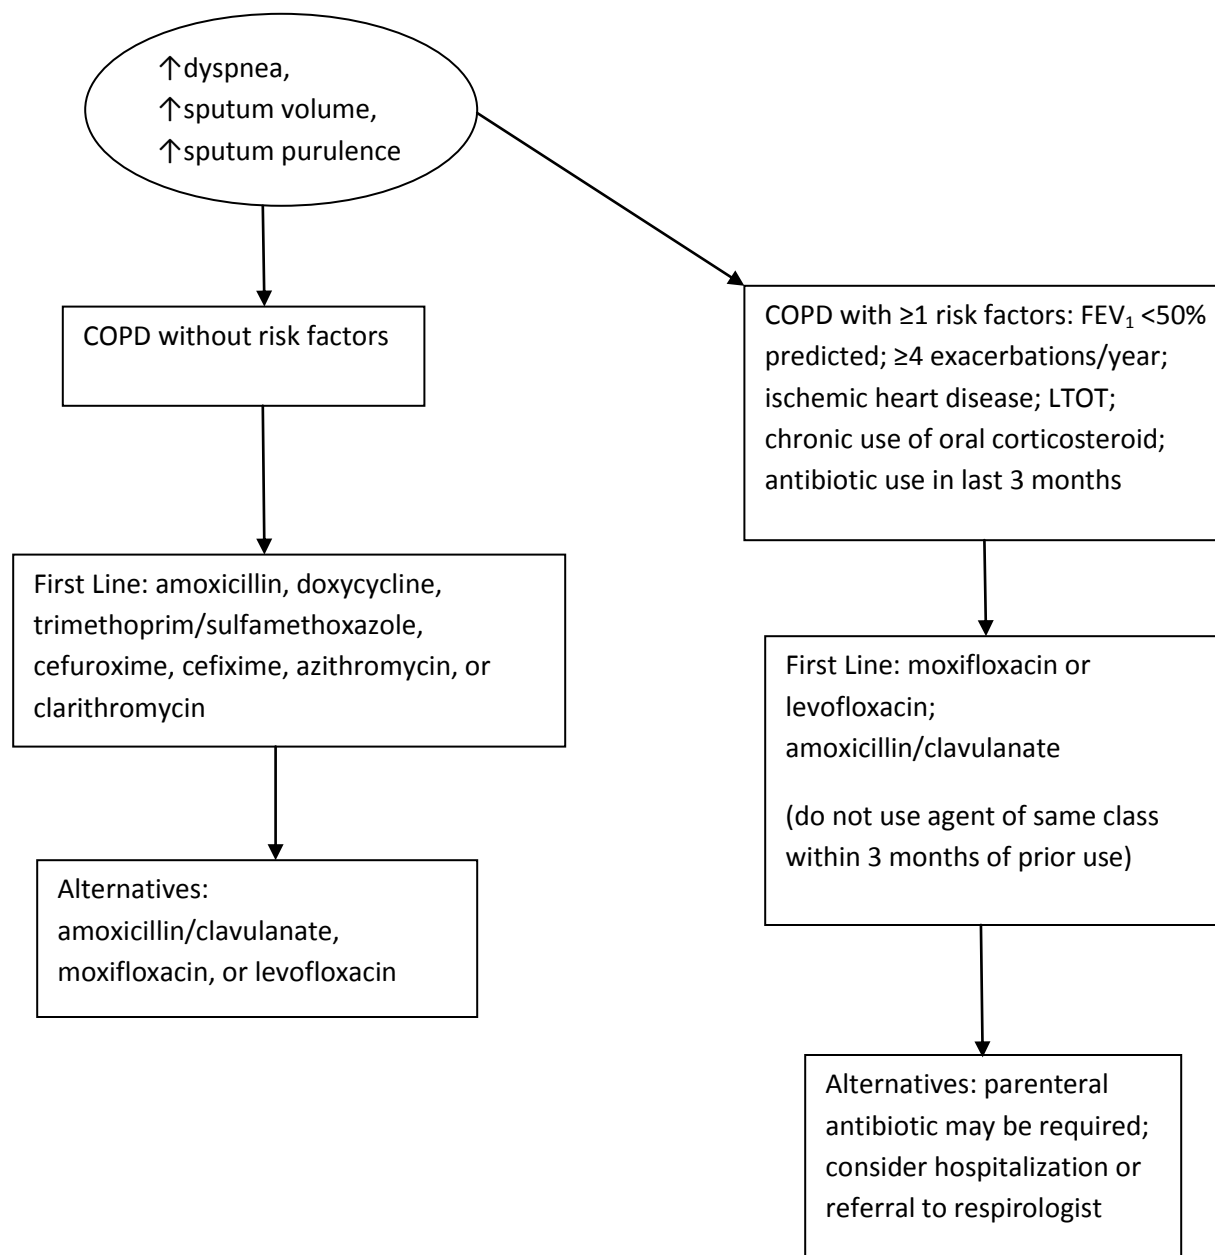 ↑dyspnea,
↑sputum volume,
↑sputum purulence
COPD without risk factors
COPD with ≥1 risk factors: FEV₁ <50%
predicted; ≥4 exacerbations/year;
ischemic heart disease; LTOT;
chronic use of oral corticosteroid;
antibiotic use in last 3 months
First Line: amoxicillin, doxycycline,
trimethoprim/sulfamethoxazole,
cefuroxime, cefixime, azithromycin, or
clarithromycin
First Line: moxifloxacin or
levofloxacin;
amoxicillin/clavulanate
(do not use agent of same class
within 3 months of prior use)
Alternatives:
amoxicillin/clavulanate,
moxifloxacin, or levofloxacin
Alternatives: parenteral
antibiotic may be required;
consider hospitalization or
referral to respirologist